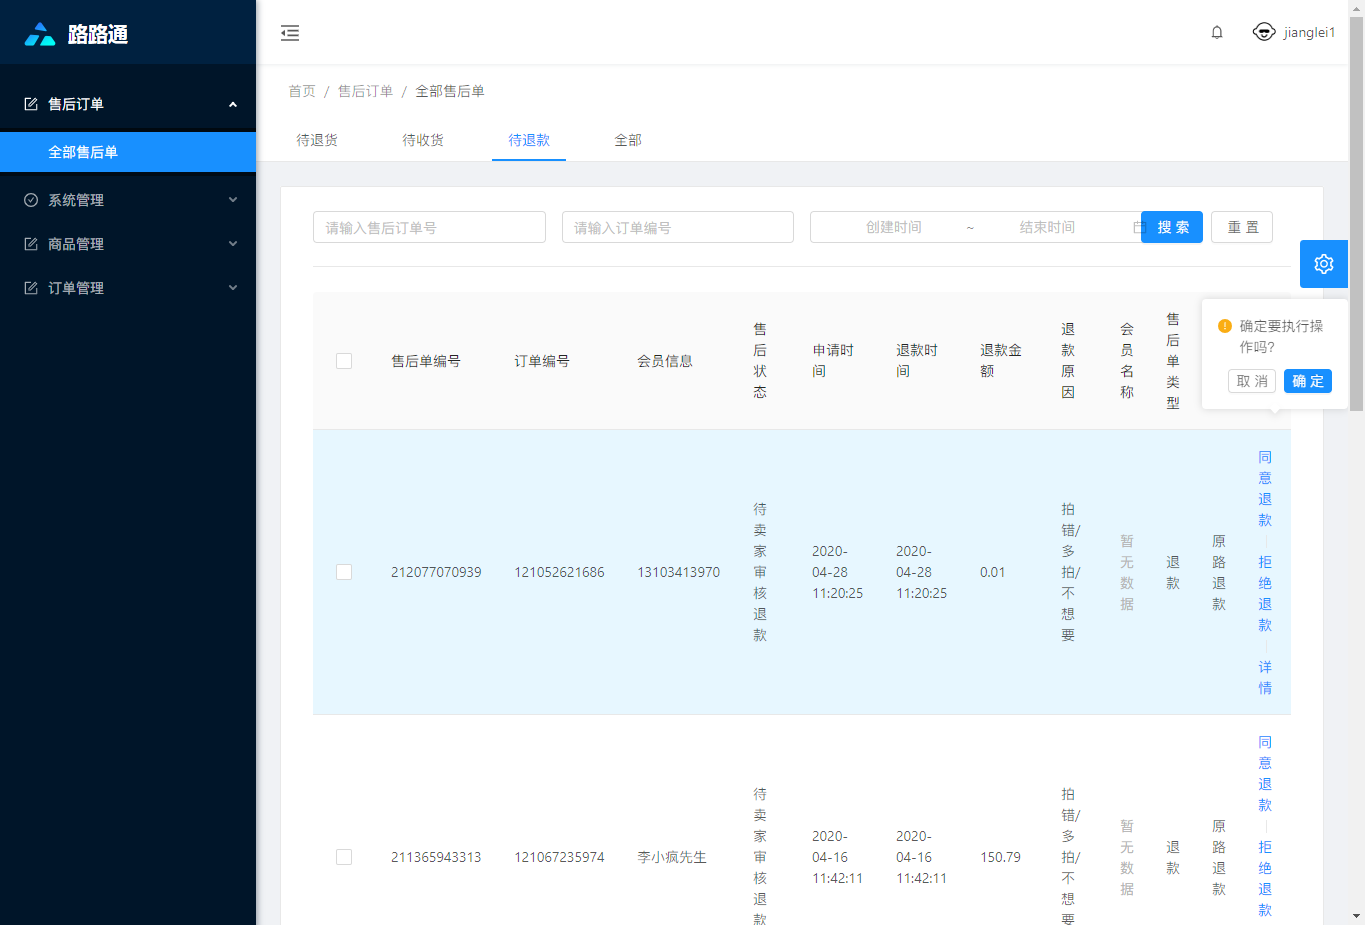 路路通
jianglei1
售后订单
全部售后单
系统管理
商品管理
订单管理
首页 / 售后订单 / 全部售后单
待退货
待收货
待退款
全部
请输入售后订单号
请输入订单编号
创建时间 ~ 结束时间
搜 索
重 置
确定要执行操
作吗?
取 消
确 定
售后单编号
订单编号
会员信息
售
后
状
态
申请时
间
退款时
间
退款金
额
退
款
原
因
会
员
名
称
售
后
单
类
型
212077070939
121052621686
13103413970
待
卖
家
审
核
退
款
2020-
04-28
11:20:25
2020-
04-28
11:20:25
0.01
拍
错/
多
拍/
不
想
要
暂
无
数
据
退
款
原
路
退
款
同
意
退
款
拒
绝
退
款
详
情
211365943313
121067235974
李小疯先生
待
卖
家
审
核
退
款
2020-
04-16
11:42:11
2020-
04-16
11:42:11
150.79
拍
错/
多
拍/
不
想
要
暂
无
数
据
退
款
原
路
退
款
同
意
退
款
拒
绝
退
款